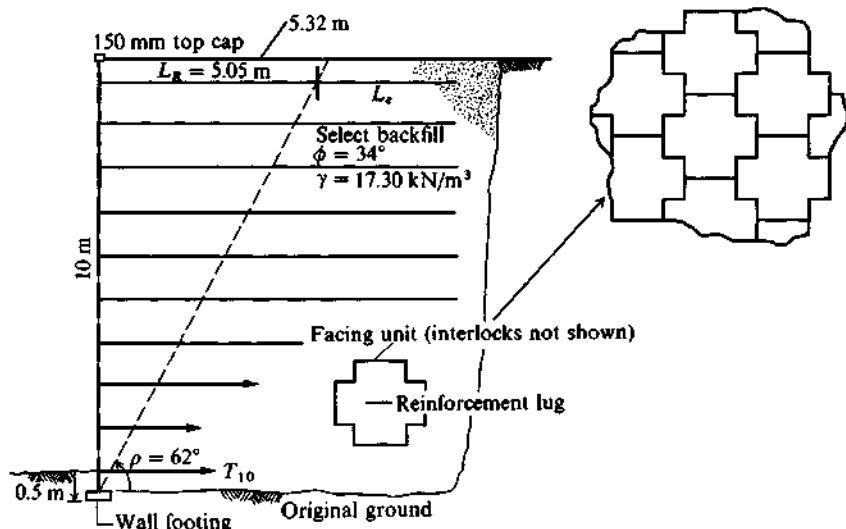 5.32 m
150 mm top cap
L_R = 5.05 m
L_e
Select backfill
φ = 34°
γ = 17.30 kN/m³
10 m
Facing unit (interlocks not shown)
Reinforcement lug
ρ = 62°
T₁₀
0.5 m
Original ground
Wall footing